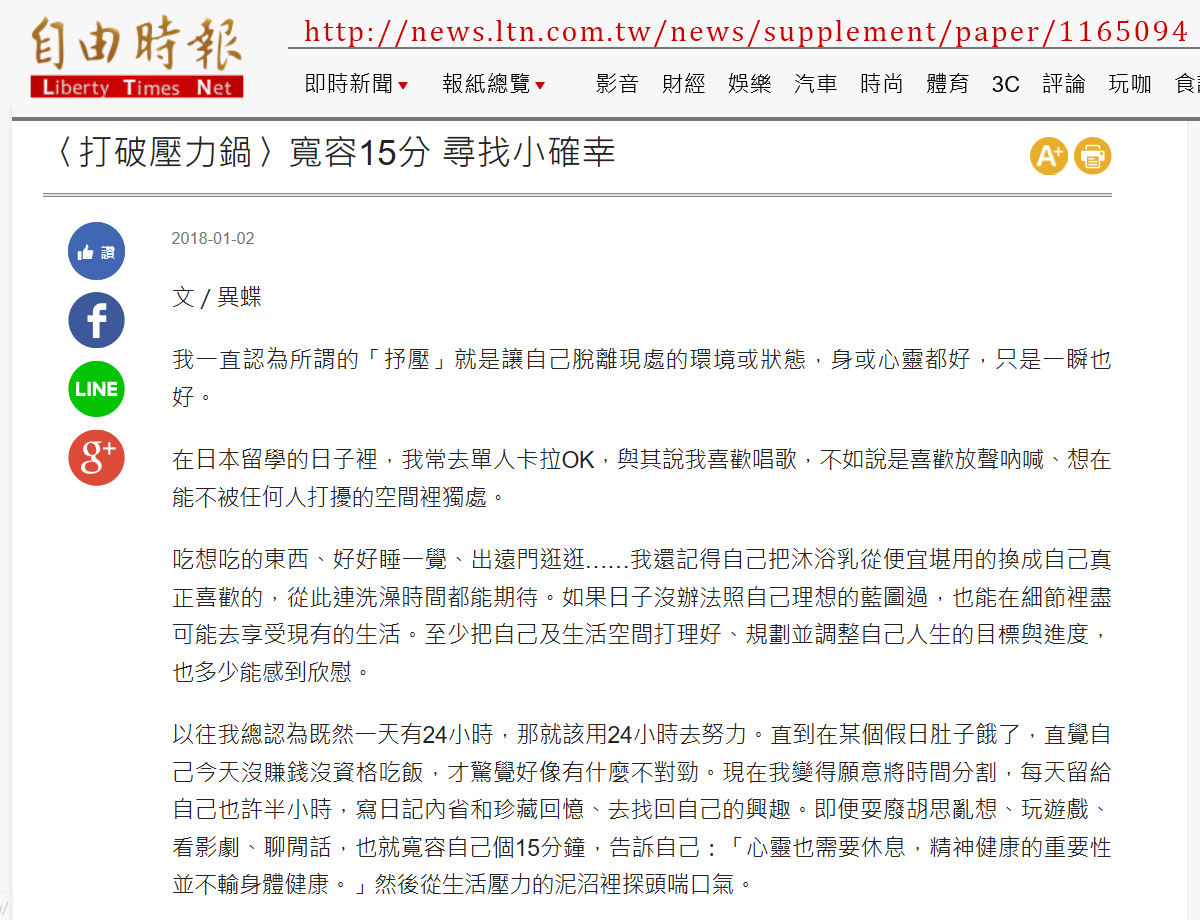 自由時報
Liberty Times Net
http://news.ltn.com.tw/news/supplement/paper/1165094
即時新聞 報紙總覽 影音 財經 娛樂 汽車 時尚 體育 3C 評論 玩咖 食
〈打破壓力鍋〉寬容15分 尋找小確幸
A+
讚
f
LINE
g+
2018-01-02
文 / 異蝶
我一直認為所謂的「抒壓」就是讓自己脫離現處的環境或狀態，身或心靈都好，只是一瞬也
好。
在日本留學的日子裡，我常去單人卡拉OK，與其說我喜歡唱歌，不如說是喜歡放聲吶喊、想在
能不被任何人打擾的空間裡獨處。
吃想吃的東西、好好睡一覺、出遠門逛逛……我還記得自己把沐浴乳從便宜堪用的換成自己真
正喜歡的，從此連洗澡時間都能期待。如果日子沒辦法照自己理想的藍圖過，也能在細節裡盡
可能去享受現有的生活。至少把自己及生活空間打理好、規劃並調整自己人生的目標與進度，
也多少能感到欣慰。
以往我總認為既然一天有24小時，那就該用24小時去努力。直到在某個假日肚子餓了，直覺自
己今天沒賺錢沒資格吃飯，才驚覺好像有什麼不對勁。現在我變得願意將時間分割，每天留給
自己也許半小時，寫日記內省和珍藏回憶、去找回自己的興趣。即便耍廢胡思亂想、玩遊戲、
看影劇、聊閒話，也就寬容自己個15分鐘，告訴自己：「心靈也需要休息，精神健康的重要性
並不輸身體健康。」然後從生活壓力的泥沼裡探頭喘口氣。